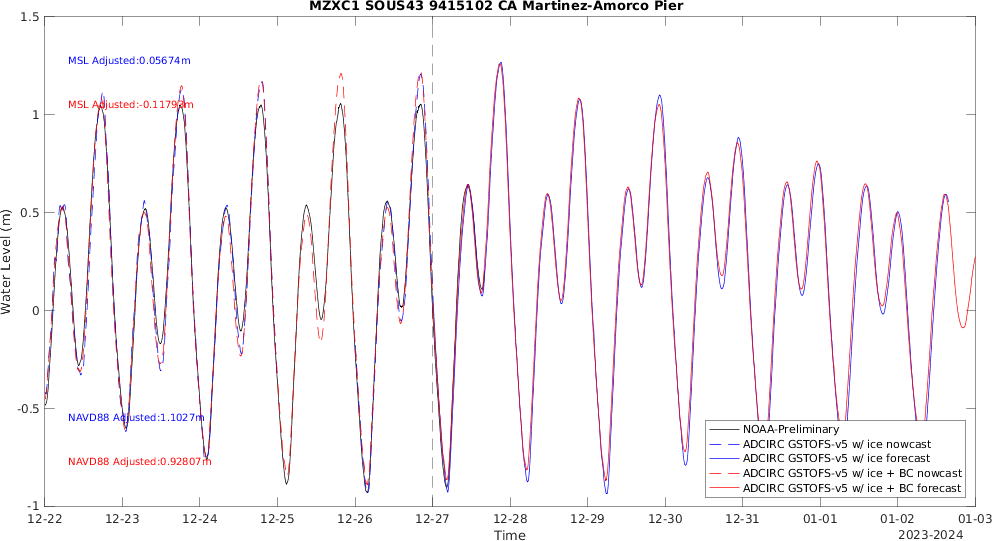 MZXC1 SOUS43 9415102 CA Martinez-Amorco Pier
1.5
1
0.5
0
-0.5
-1
Water Level (m)
MSL Adjusted:0.05674m
MSL Adjusted:-0.11793m
NAVD88 Adjusted:1.1027m
NAVD88 Adjusted:0.92807m
NOAA-Preliminary
ADCIRC GSTOFS-v5 w/ ice nowcast
ADCIRC GSTOFS-v5 w/ ice forecast
ADCIRC GSTOFS-v5 w/ ice + BC nowcast
ADCIRC GSTOFS-v5 w/ ice + BC forecast
12-22 12-23 12-24 12-25 12-26 12-27 12-28 12-29 12-30 12-31 01-01 01-02 01-03
Time
2023-2024